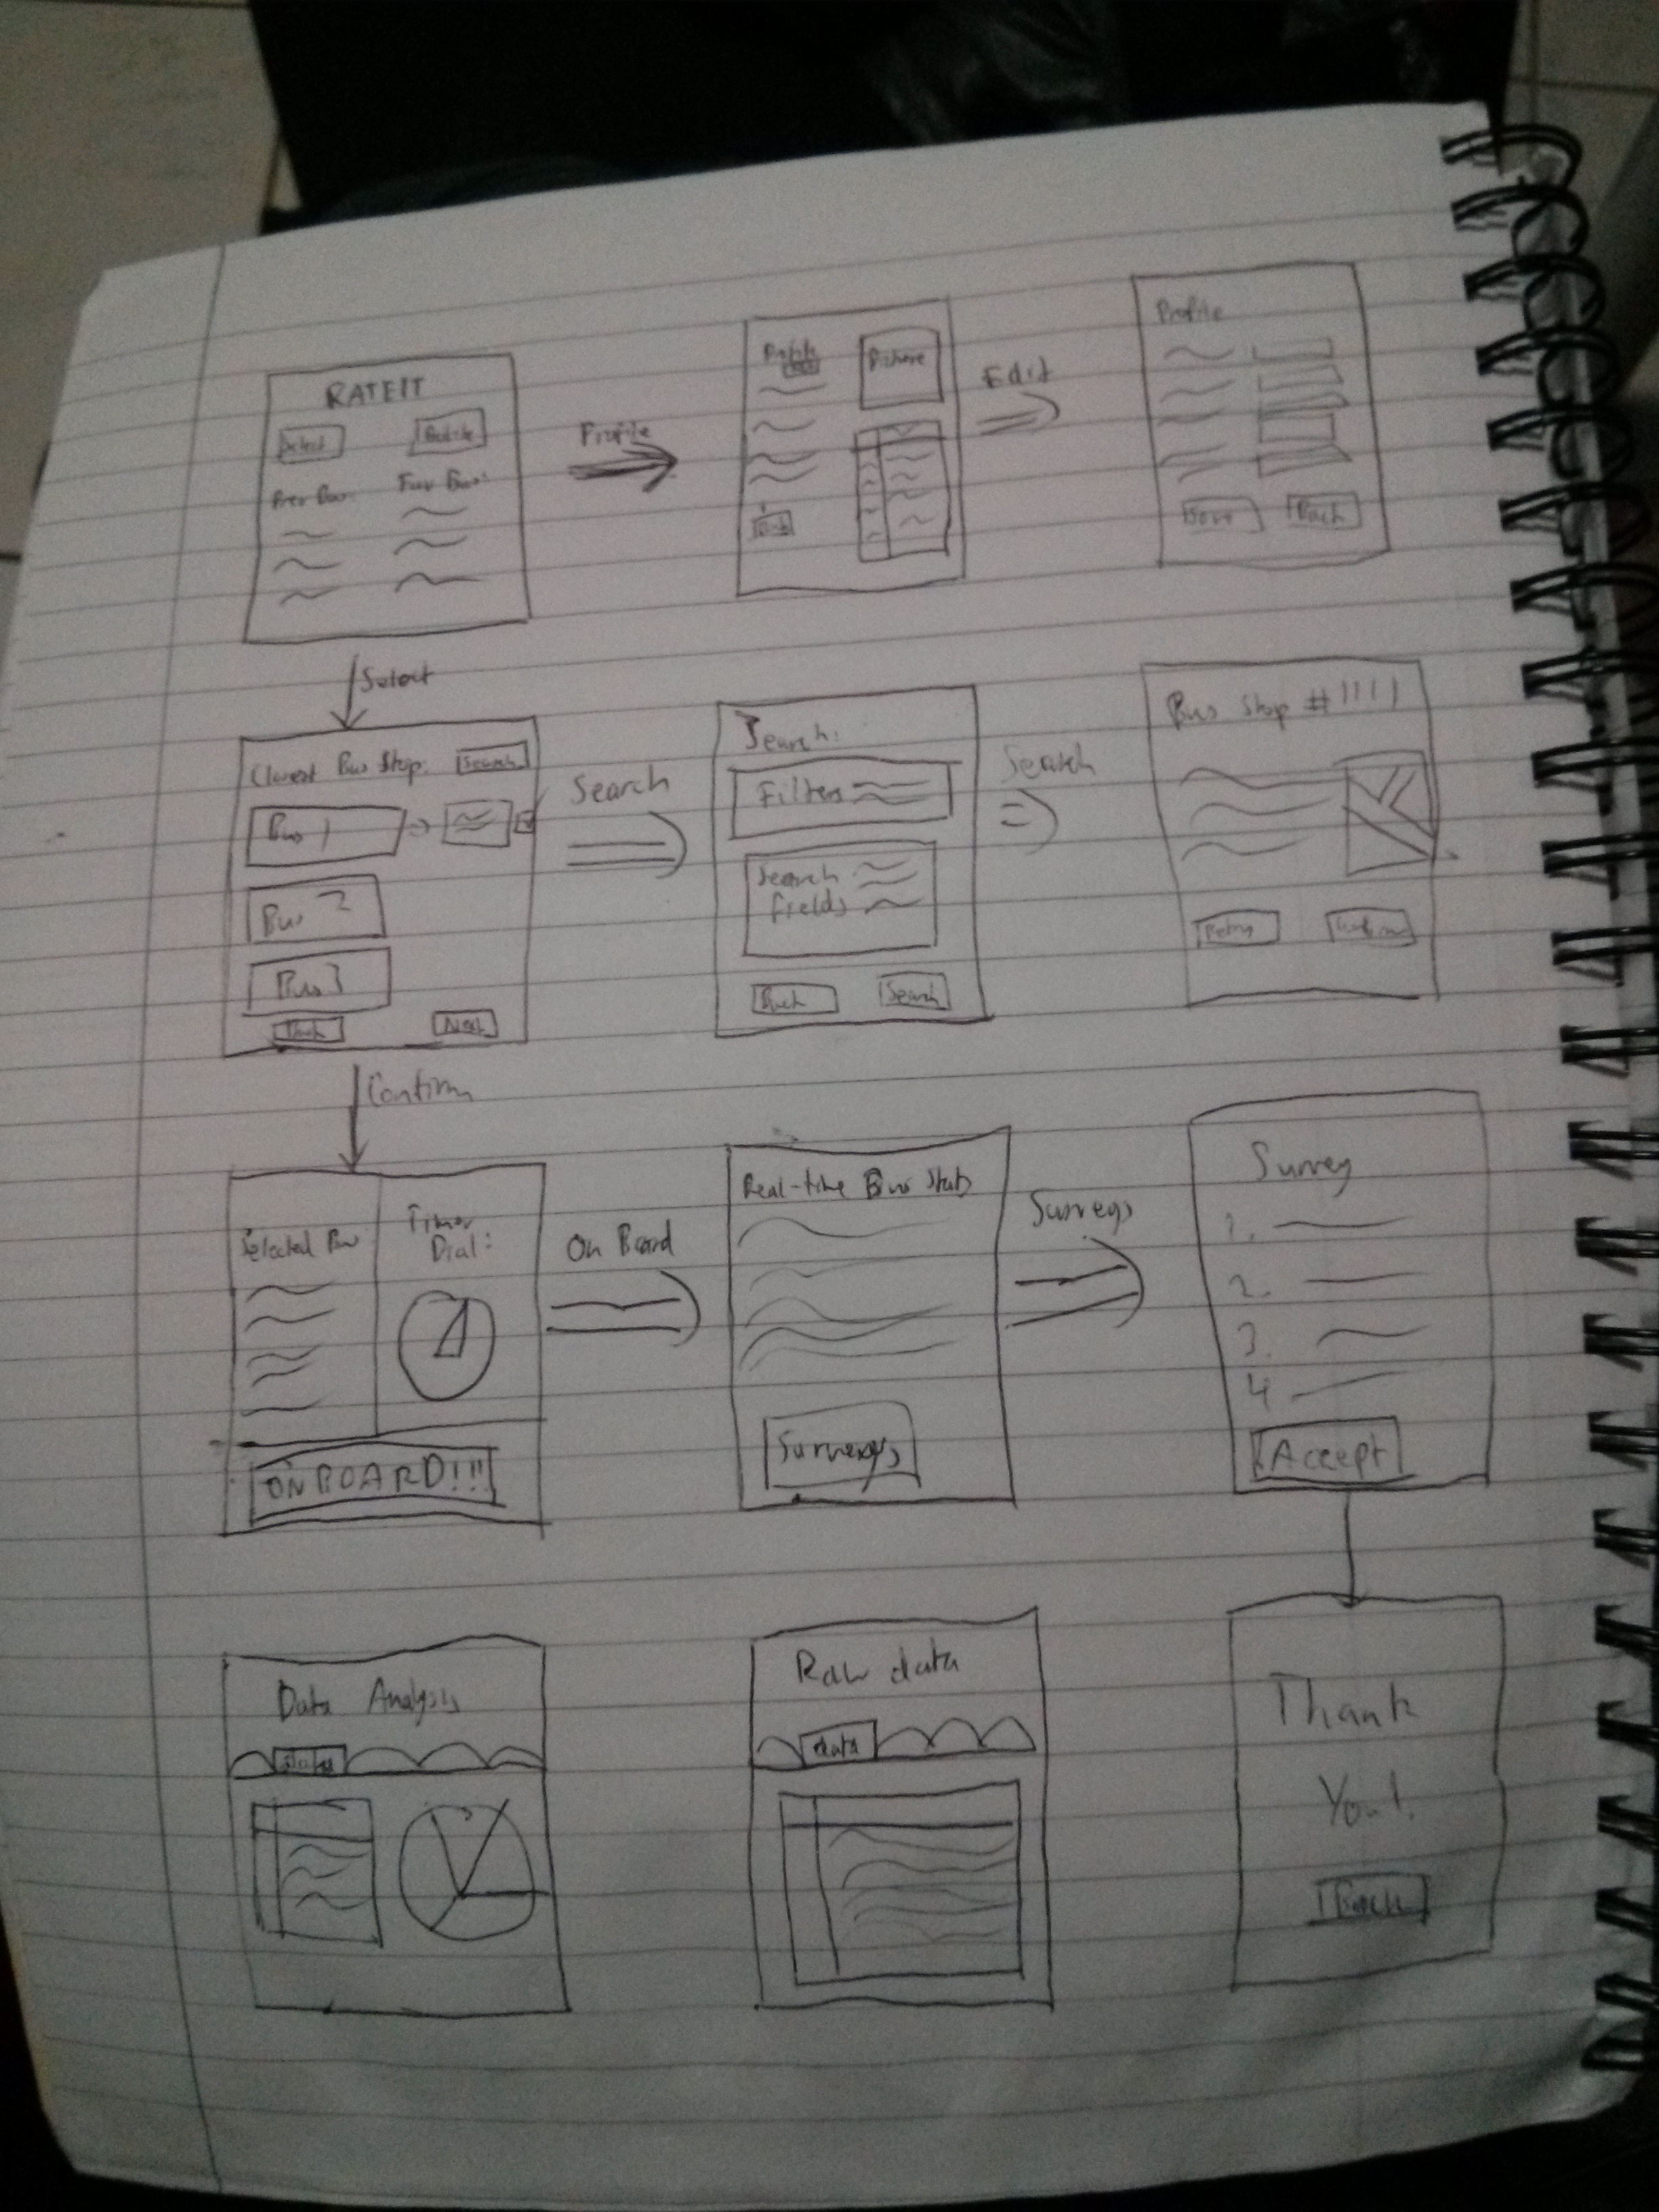 RATEIT
Select Profile
Prev Bus: Fav Bus:
Profile
Profile Picture
Edit
Profile
Save Back
Select
Closest Bus Stop: Search
Bus 1
Bus 2
Bus 3
Back Next
Search
Search:
Filters
Search
fields
Back Search
Search
Bus Stop #1111
Retry Confirm
Confirm
Selected Bus
Timer
Dial:
ON BOARD!!!
On Board
Real-time Bus Stats
Surveys
Surveys
Survey
1.
2.
3.
4
Accept
Data Analysis
Raw data
data
Thank
You!
Back